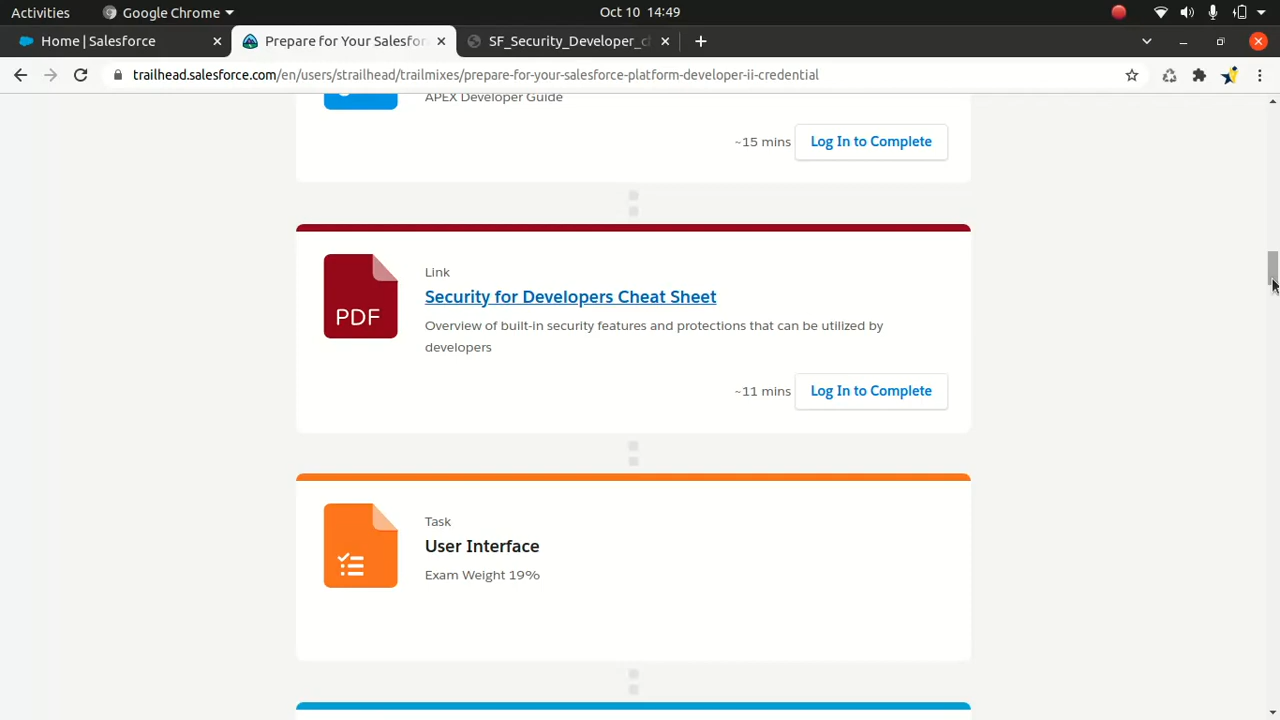 Activities
Google Chrome
Oct 10 14:49
Home | Salesforce
Prepare for Your Salesfor
SF_Security_Developer_c
trailhead.salesforce.com/en/users/strailhead/trailmixes/prepare-for-your-salesforce-platform-developer-ii-credential
APEX Developer Guide
~15 mins
Log In to Complete
PDF
Link
Security for Developers Cheat Sheet
Overview of built-in security features and protections that can be utilized by
developers
~11 mins
Log In to Complete
Task
User Interface
Exam Weight 19%